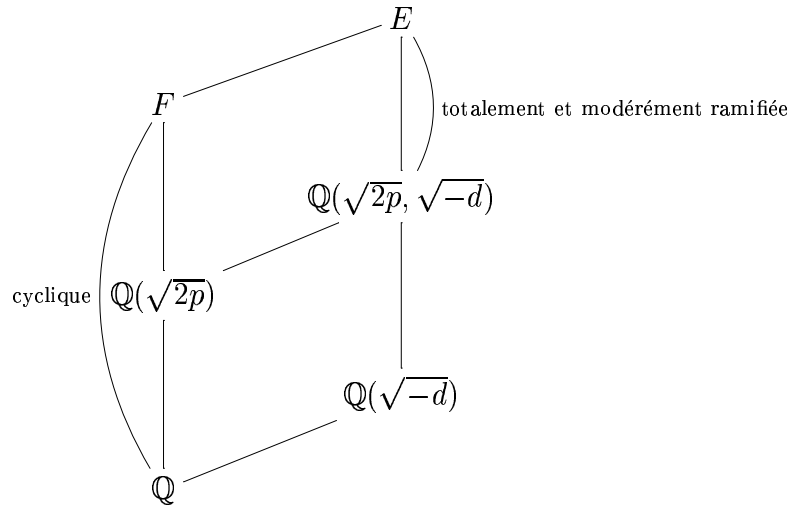 E
F
totalement et modérément ramifiée
ℚ(√2p, √−d)
cyclique
ℚ(√2p)
ℚ(√−d)
ℚ